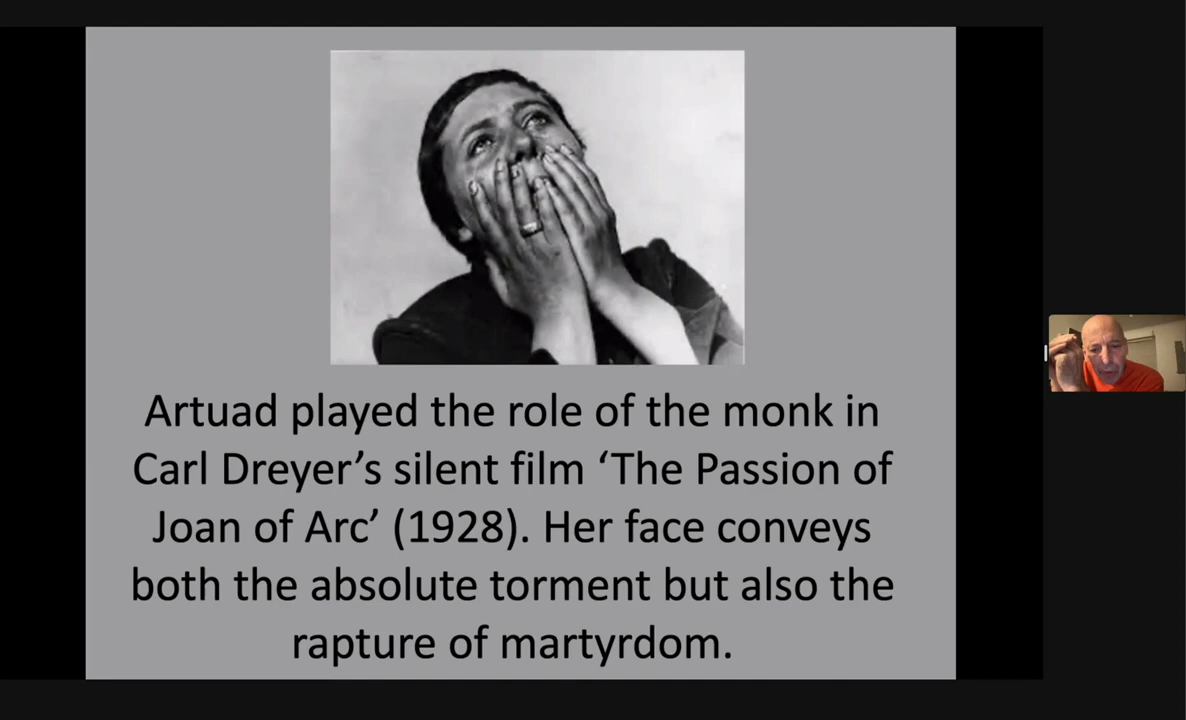 Artuad played the role of the monk in
Carl Dreyer’s silent film ‘The Passion of
Joan of Arc’ (1928). Her face conveys
both the absolute torment but also the
rapture of martyrdom.